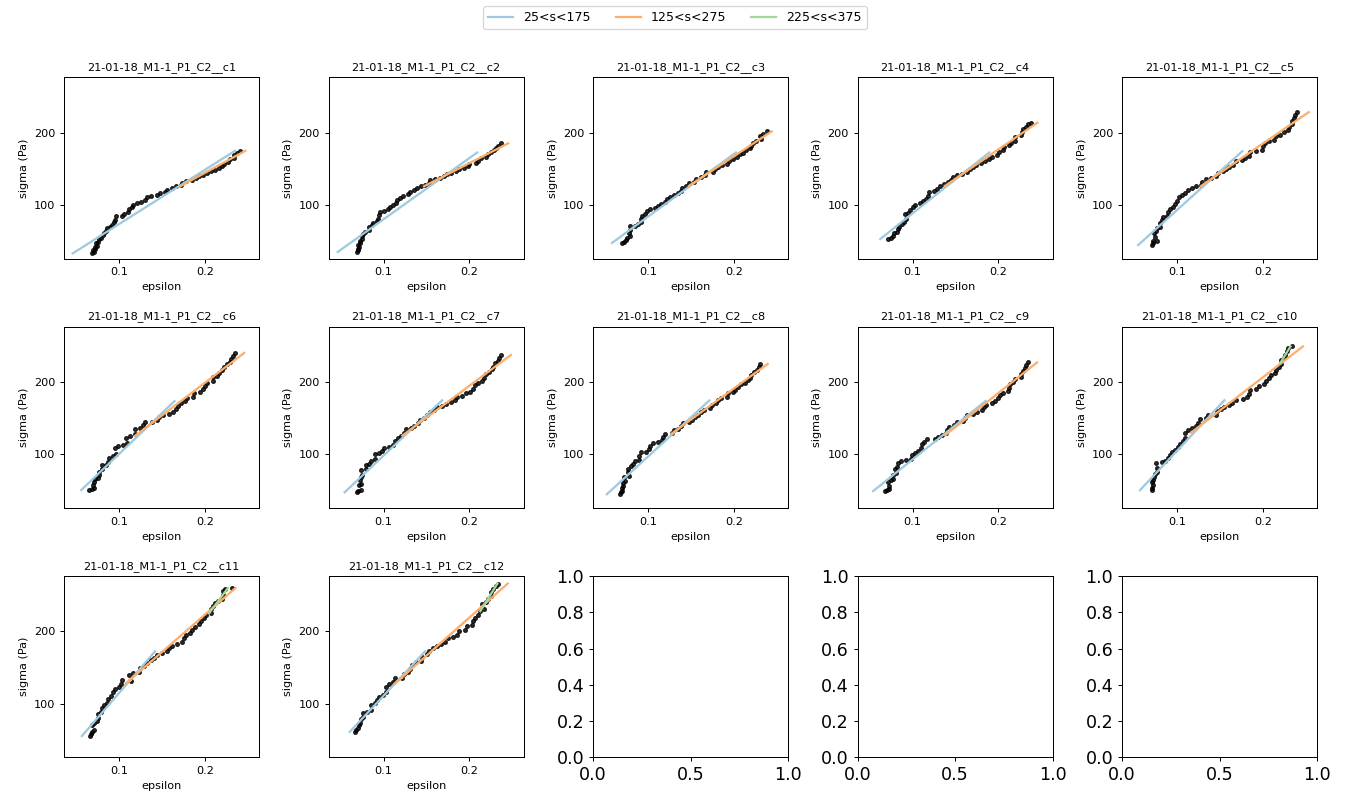 25<s<175 125<s<275 225<s<375
21-01-18_M1-1_P1_C2__c1 21-01-18_M1-1_P1_C2__c2 21-01-18_M1-1_P1_C2__c3 21-01-18_M1-1_P1_C2__c4 21-01-18_M1-1_P1_C2__c5
200 200 200 200 200
sigma (Pa) sigma (Pa) sigma (Pa) sigma (Pa) sigma (Pa)
100 100 100 100 100
0.1 0.2 0.1 0.2 0.1 0.2 0.1 0.2 0.1 0.2
epsilon epsilon epsilon epsilon epsilon
21-01-18_M1-1_P1_C2__c6 21-01-18_M1-1_P1_C2__c7 21-01-18_M1-1_P1_C2__c8 21-01-18_M1-1_P1_C2__c9 21-01-18_M1-1_P1_C2__c10
200 200 200 200 200
sigma (Pa) sigma (Pa) sigma (Pa) sigma (Pa) sigma (Pa)
100 100 100 100 100
0.1 0.2 0.1 0.2 0.1 0.2 0.1 0.2 0.1 0.2
epsilon epsilon epsilon epsilon epsilon
21-01-18_M1-1_P1_C2__c11 21-01-18_M1-1_P1_C2__c12
1.0 1.0 1.0
0.8 0.8 0.8
200 200
0.6 0.6 0.6
sigma (Pa) sigma (Pa)
0.4 0.4 0.4
100 100
0.2 0.2 0.2
0.0 0.0 0.0
0.1 0.2 0.1 0.2 0.0 0.5 1.0 0.0 0.5 1.0 0.0 0.5 1.0
epsilon epsilon